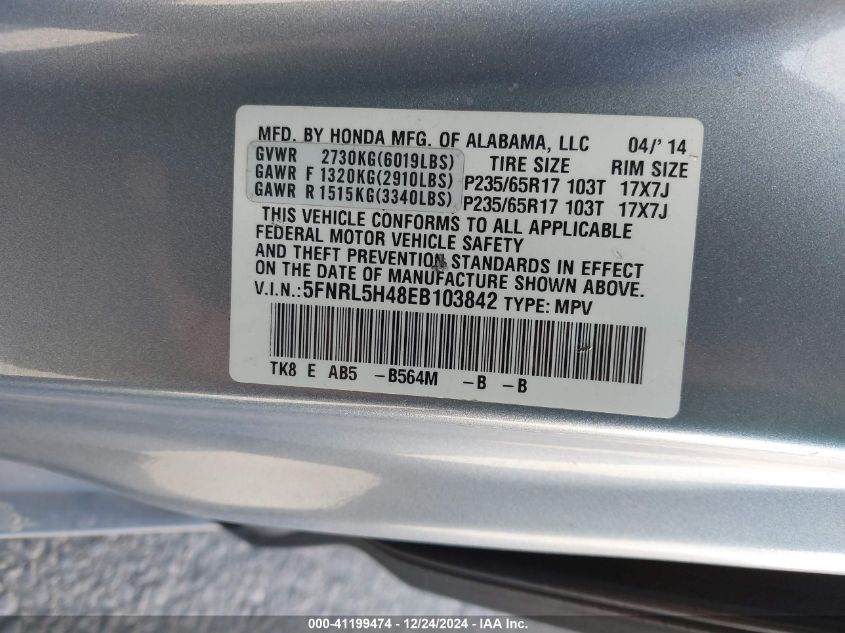 MFD. BY HONDA MFG. OF ALABAMA, LLC 04/'14
GVWR 2730KG(6019LBS) TIRE SIZE RIM SIZE
GAWR F 1320KG(2910LBS) P235/65R17 103T 17X7J
GAWR R 1515KG(3340LBS) P235/65R17 103T 17X7J
THIS VEHICLE CONFORMS TO ALL APPLICABLE
FEDERAL MOTOR VEHICLE SAFETY
AND THEFT PREVENTION STANDARDS IN EFFECT
ON THE DATE OF MANUFACTURE SHOWN ABOVE.
V.I.N.:5FNRL5H48EB103842 TYPE: MPV
TK8 E AB5 -B564M -B -B
000-41199474 - 12/24/2024 - IAA Inc.